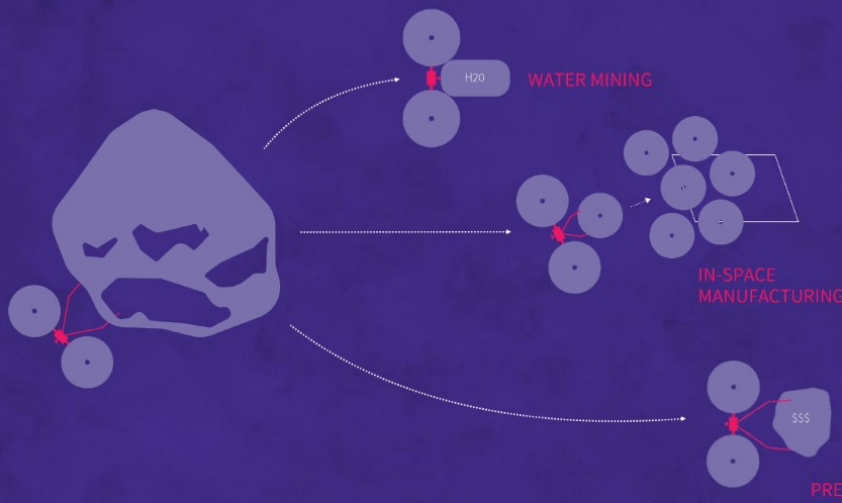 H20
WATER MINING
IN-SPACE
MANUFACTURING
$$$
PRE